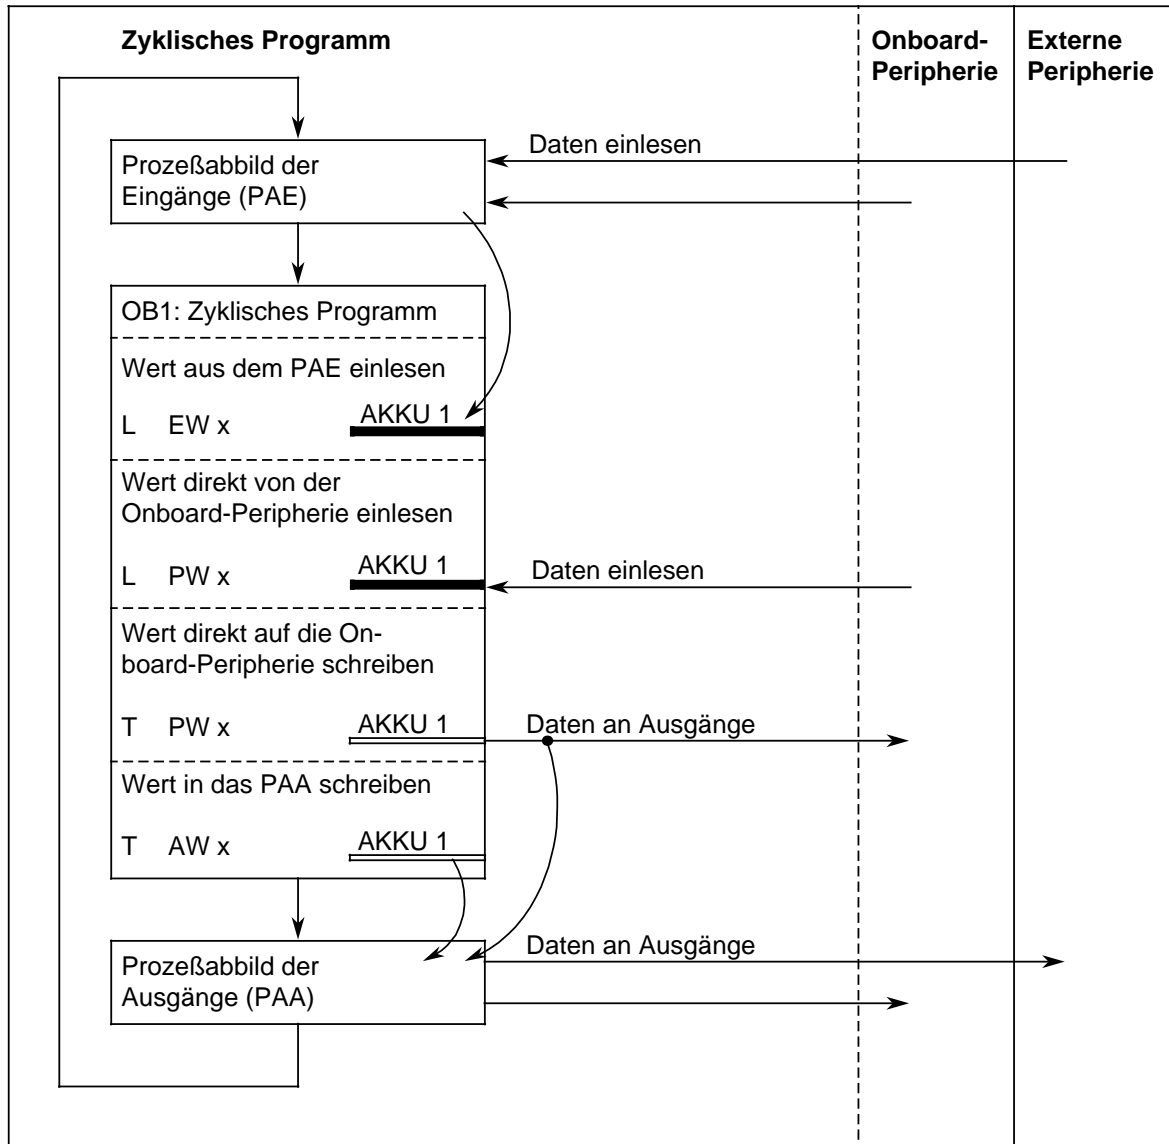 Zyklisches Programm
Onboard-
Peripherie
Externe
Peripherie
Daten einlesen
Prozeßabbild der
Eingänge (PAE)
OB1: Zyklisches Programm
Wert aus dem PAE einlesen
L EW x AKKU 1
Wert direkt von der
Onboard-Peripherie einlesen
L PW x AKKU 1 Daten einlesen
Wert direkt auf die On-
board-Peripherie schreiben
T PW x AKKU 1 Daten an Ausgänge
Wert in das PAA schreiben
T AW x AKKU 1
Daten an Ausgänge
Prozeßabbild der
Ausgänge (PAA)